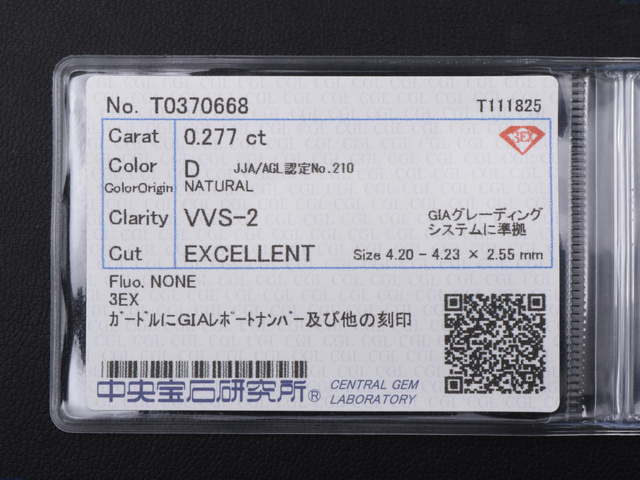 No. T0370668 T111825
Carat 0.277 ct
3EX
Color D JJA/AGL認定No.210
ColorOrigin NATURAL
Clarity VVS-2 GIAグレーディング
システムに準拠
Cut EXCELLENT Size 4.20 - 4.23 × 2.55 mm
Fluo. NONE
3EX
ガードルにGIAレポートナンバー及び他の刻印
中央宝石研究所® CENTRAL GEM
LABORATORY